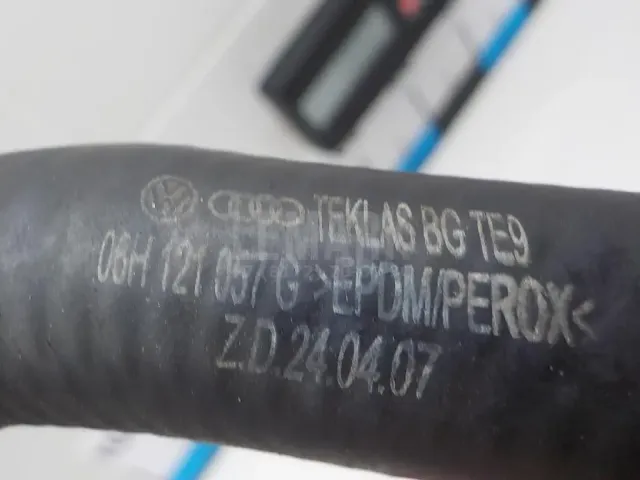 TEKLAS BG TE9
06H 121 057 G >EPDM/PEROX<
Z.D.24.04.07